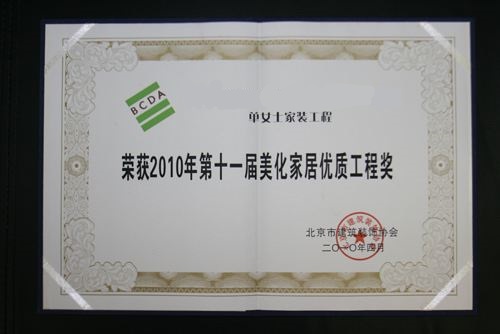 BCDA
单女士家装工程
荣获2010年第十一届美化家居优质工程奖
北京市建筑装饰协会
二〇一〇年四月